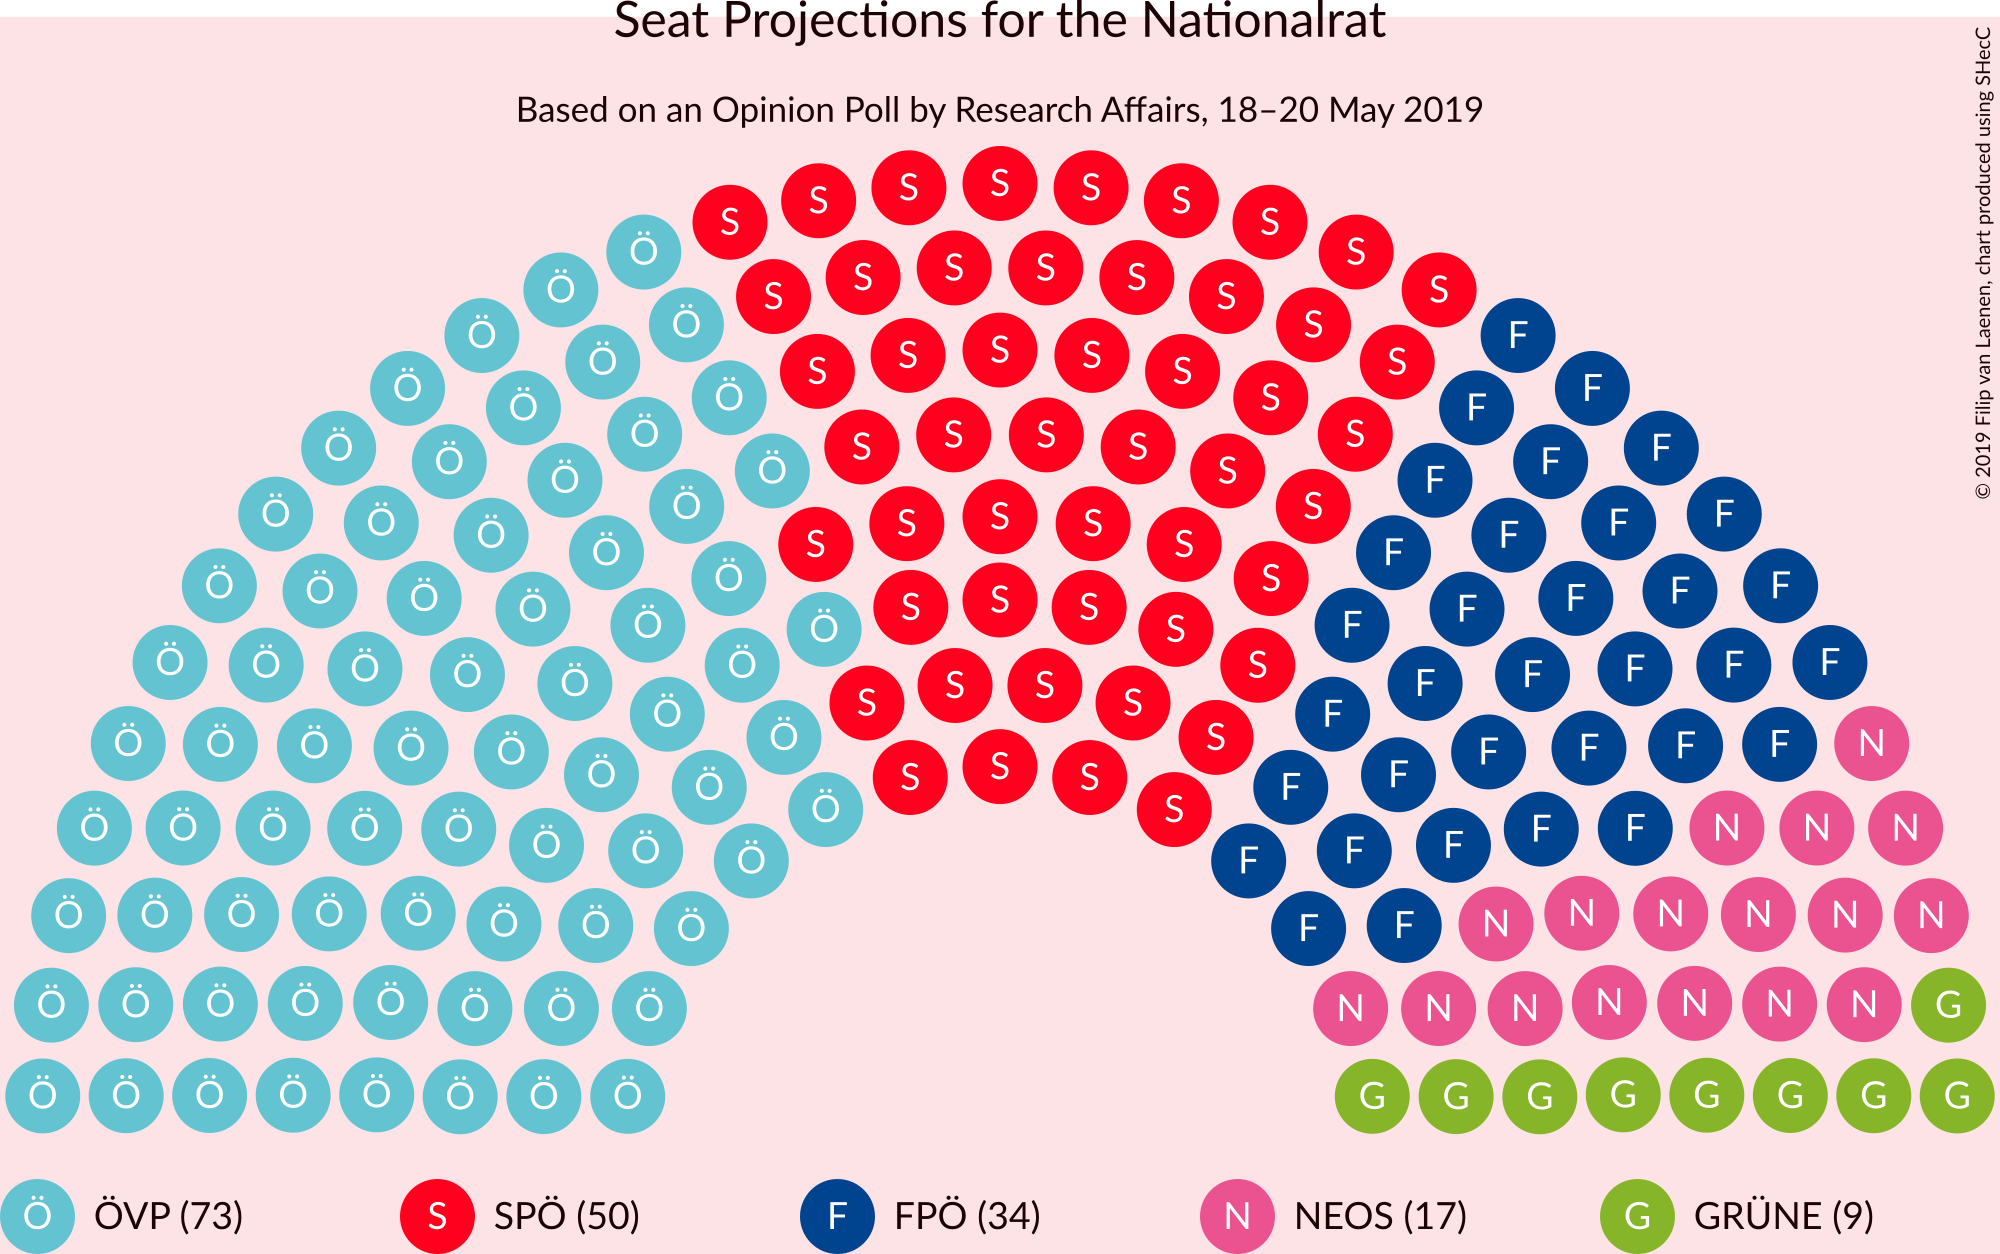 Seat Projections for the Nationalrat
Based on an Opinion Poll by Research Affairs, 18–20 May 2019
© 2019 Filip van Laenen, chart produced using SHecC
S S S S S S S S S
Ö Ö Ö Ö Ö Ö Ö Ö Ö Ö Ö Ö Ö Ö Ö Ö Ö Ö Ö Ö Ö Ö Ö Ö Ö Ö Ö Ö Ö Ö Ö Ö Ö Ö Ö Ö Ö Ö Ö Ö Ö Ö Ö Ö Ö Ö Ö Ö Ö Ö Ö Ö Ö Ö Ö Ö Ö Ö Ö Ö Ö Ö Ö Ö Ö Ö Ö Ö Ö Ö Ö Ö Ö
S S S S S S S S S S S S S S S S S S S S S S S S S S S S S S S S S S S S S S S S S
F F F F F F F F F F F F F F F F F F F F F F F F F F F F F F F F F F
N N N N N N N N N N N N N N N N N
G G G G G G G G G
Ö ÖVP (73) S SPÖ (50) F FPÖ (34) N NEOS (17) G GRÜNE (9)